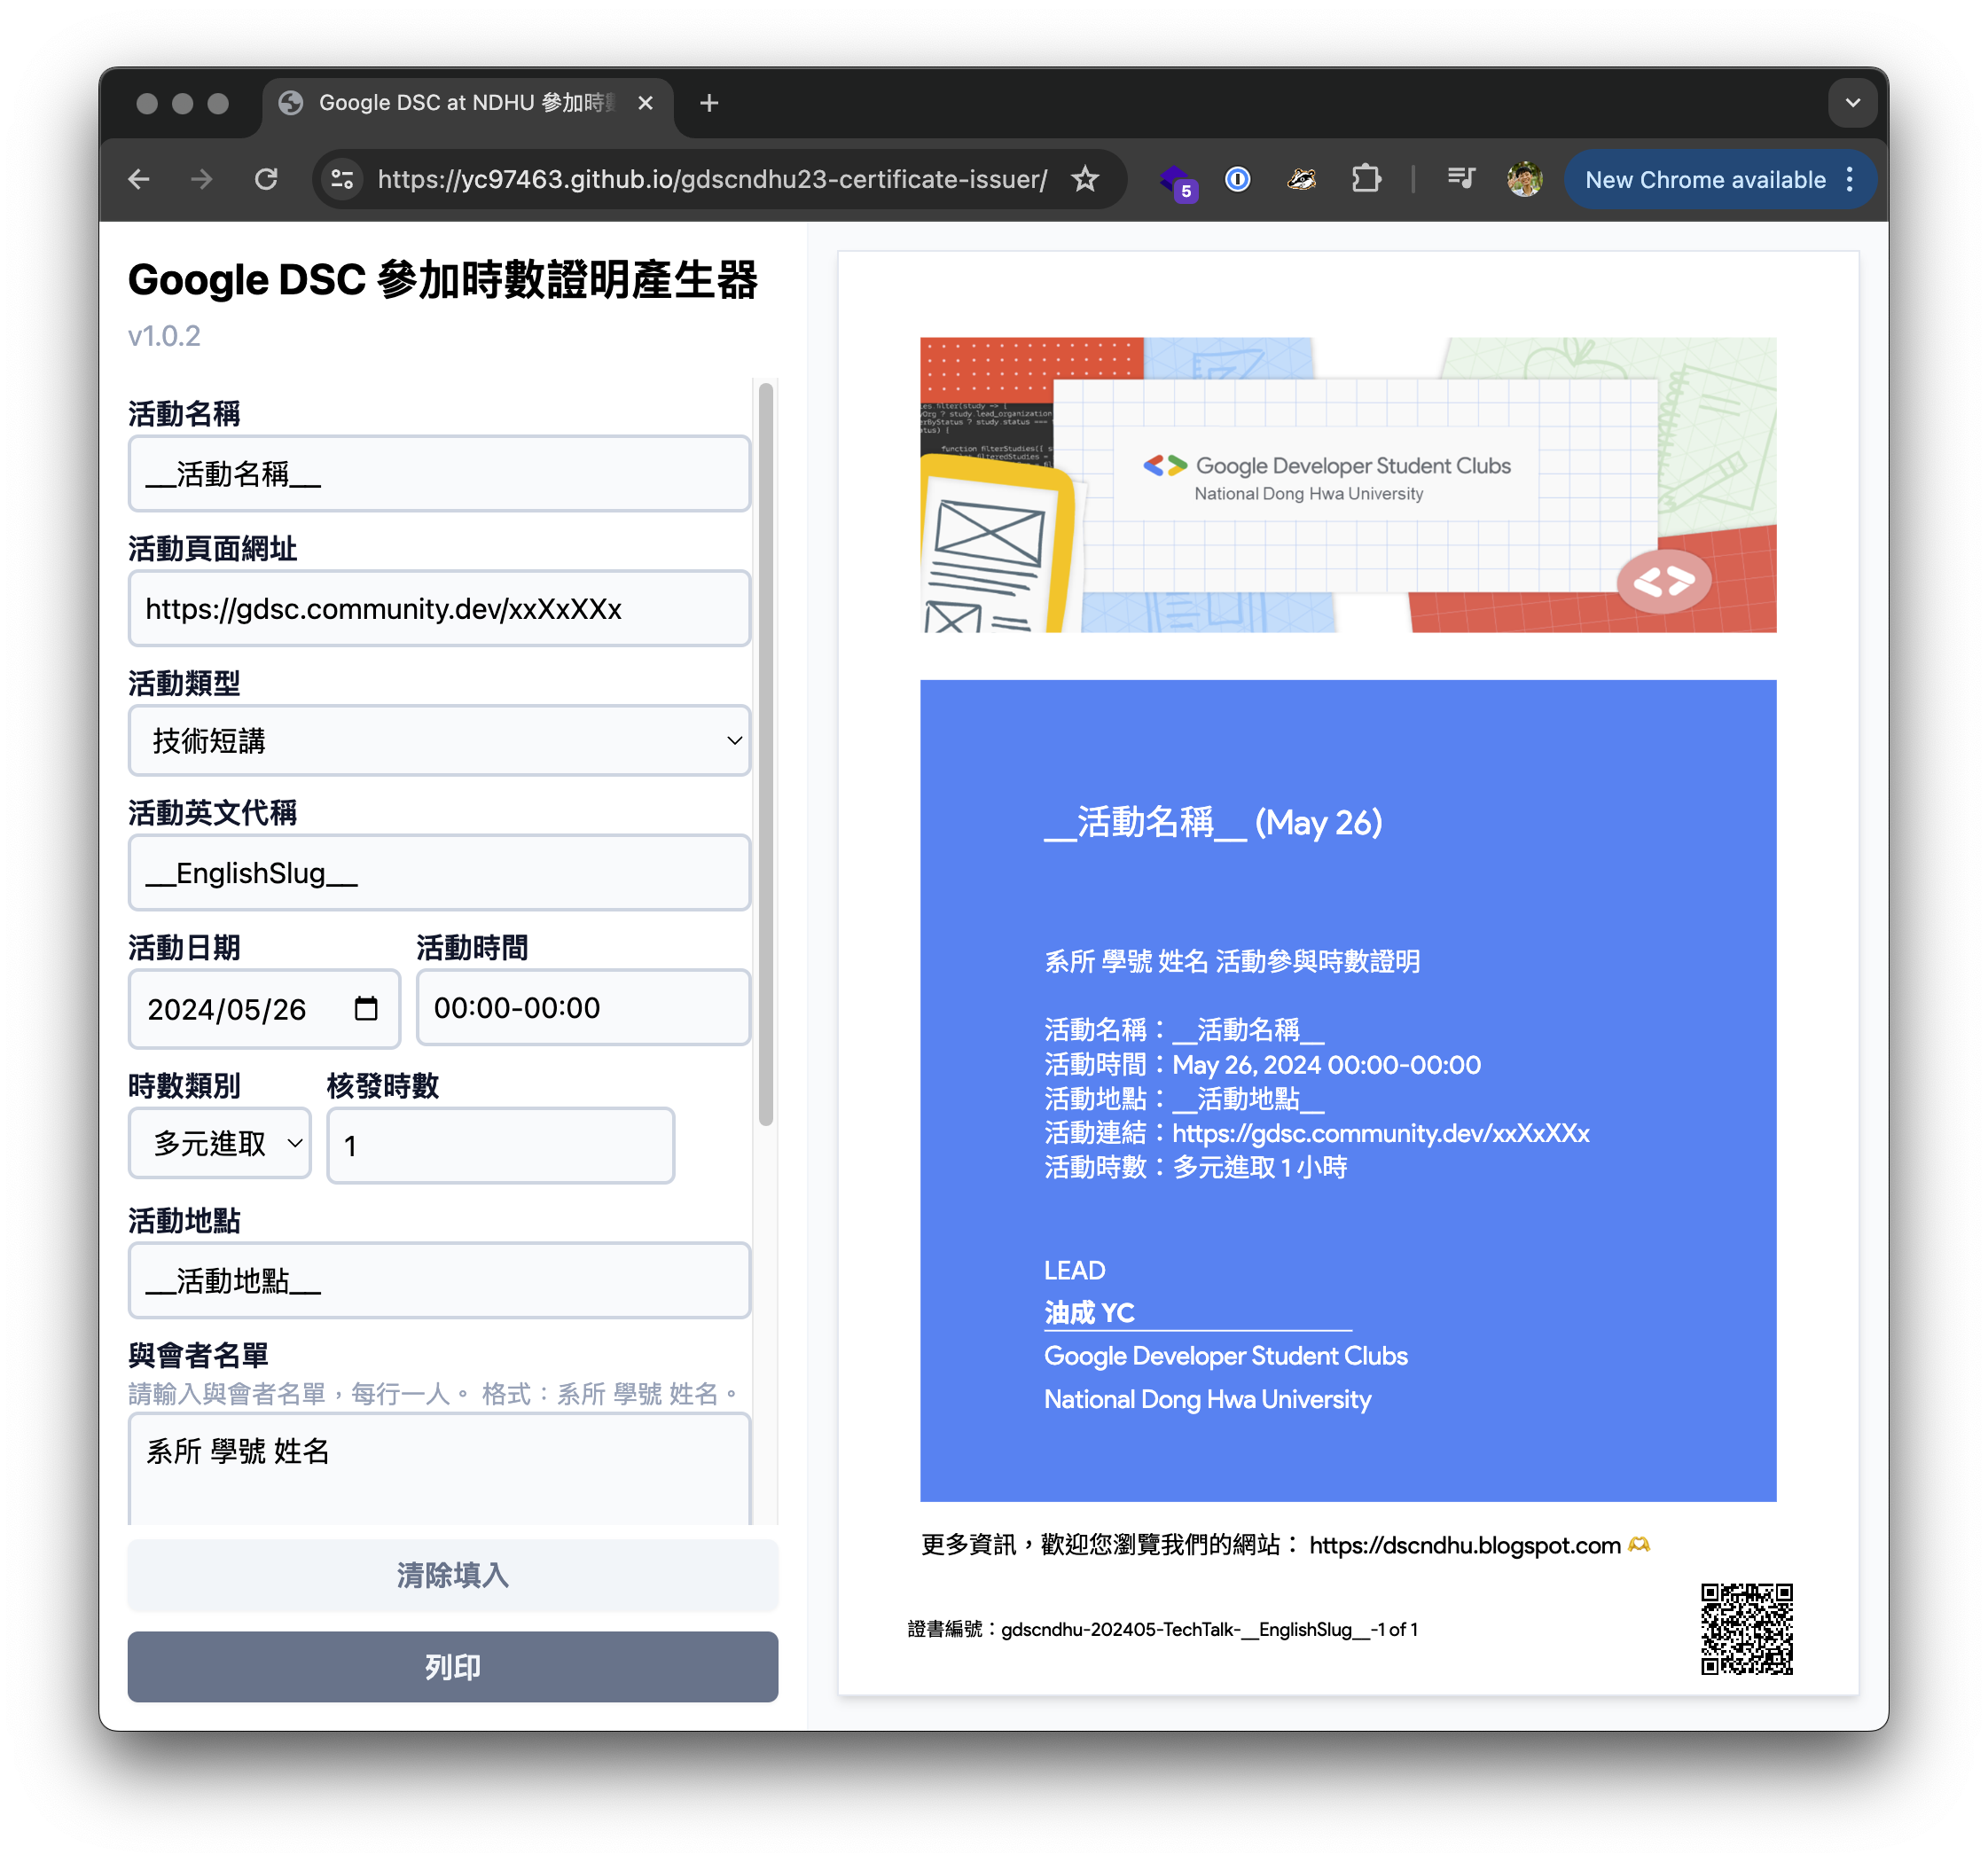 Google DSC at NDHU 參加時數
https://yc97463.github.io/gdscndhu23-certificate-issuer/
5
New Chrome available
Google DSC 參加時數證明產生器
v1.0.2
活動名稱
__活動名稱__
活動頁面網址
https://gdsc.community.dev/xxXxXXx
活動類型
技術短講
活動英文代稱
__EnglishSlug__
活動日期 活動時間
2024/05/26 00:00-00:00
時數類別 核發時數
多元進取 1
活動地點
__活動地點__
與會者名單
請輸入與會者名單，每行一人。 格式：系所 學號 姓名。
系所 學號 姓名
清除填入
列印
function filterStudies({
Google Developer Student Clubs
National Dong Hwa University
__活動名稱__ (May 26)
系所 學號 姓名 活動參與時數證明
活動名稱：__活動名稱__
活動時間：May 26, 2024 00:00-00:00
活動地點：__活動地點__
活動連結：https://gdsc.community.dev/xxXxXXx
活動時數：多元進取 1 小時
LEAD
油成 YC
Google Developer Student Clubs
National Dong Hwa University
更多資訊，歡迎您瀏覽我們的網站： https://dscndhu.blogspot.com 🫶
證書編號：gdscndhu-202405-TechTalk-__EnglishSlug__-1 of 1